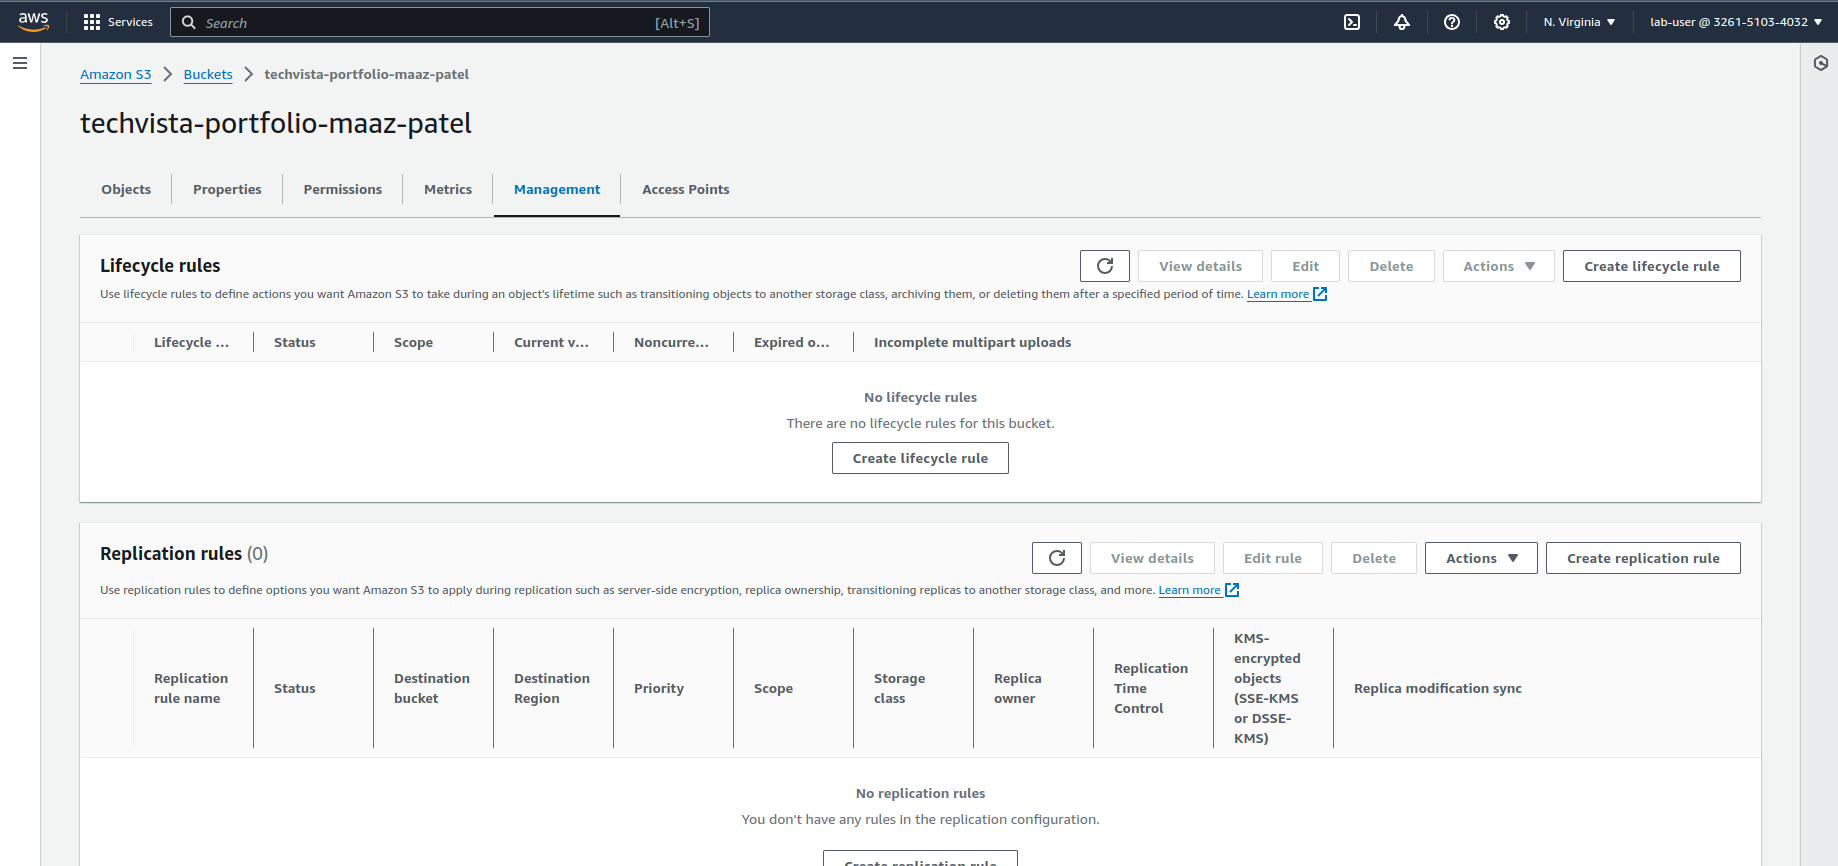 aws Services Search [Alt+S] N. Virginia lab-user @ 3261-5103-4032
Amazon S3 Buckets techvista-portfolio-maaz-patel
techvista-portfolio-maaz-patel
Objects Properties Permissions Metrics Management Access Points
Lifecycle rules View details Edit Delete Actions Create lifecycle rule
Use lifecycle rules to define actions you want Amazon S3 to take during an object's lifetime such as transitioning objects to another storage class, archiving them, or deleting them after a specified period of time. Learn more
Lifecycle ... Status Scope Current v... Noncurre... Expired o... Incomplete multipart uploads
No lifecycle rules
There are no lifecycle rules for this bucket.
Create lifecycle rule
Replication rules (0) View details Edit rule Delete Actions Create replication rule
Use replication rules to define options you want Amazon S3 to apply during replication such as server-side encryption, replica ownership, transitioning replicas to another storage class, and more. Learn more
Replication
rule name
Status
Destination
bucket
Destination
Region
Priority
Scope
Storage
class
Replica
owner
Replication
Time
Control
KMS-
encrypted
objects
(SSE-KMS
or DSSE-
KMS)
Replica modification sync
No replication rules
You don't have any rules in the replication configuration.
Create replication rule